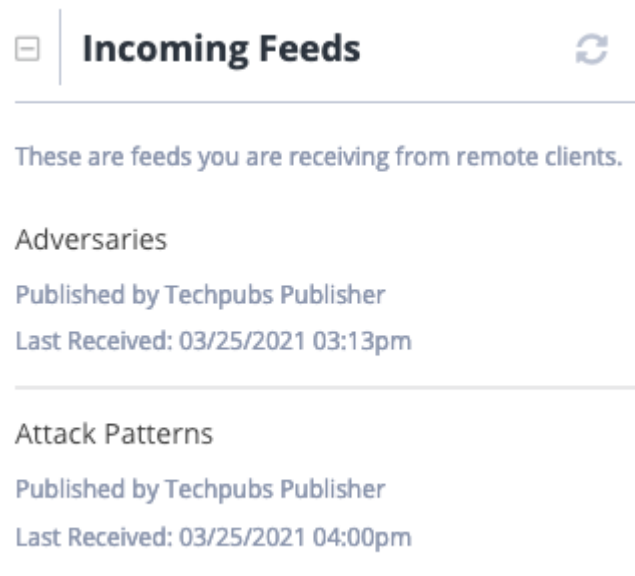 Incoming Feeds
These are feeds you are receiving from remote clients.
Adversaries
Published by Techpubs Publisher
Last Received: 03/25/2021 03:13pm
Attack Patterns
Published by Techpubs Publisher
Last Received: 03/25/2021 04:00pm